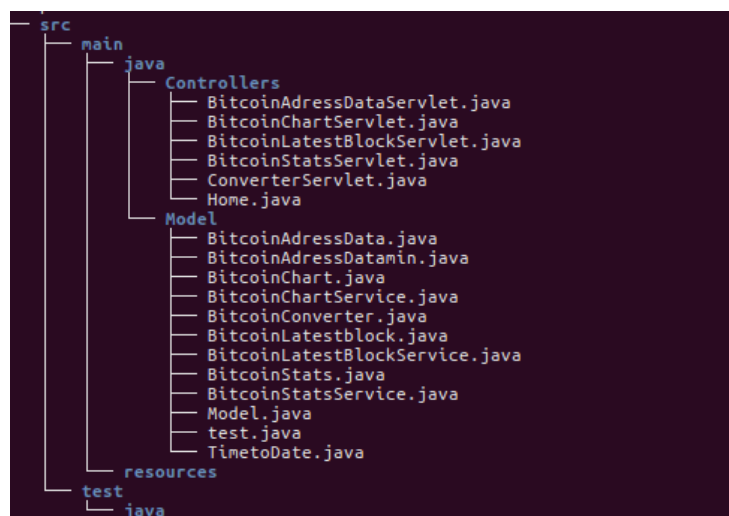 src
main
java
Controllers
BitcoinAdressDataServlet.java
BitcoinChartServlet.java
BitcoinLatestBlockServlet.java
BitcoinStatsServlet.java
ConverterServlet.java
Home.java
Model
BitcoinAdressData.java
BitcoinAdressDatamin.java
BitcoinChart.java
BitcoinChartService.java
BitcoinConverter.java
BitcoinLatestblock.java
BitcoinLatestBlockService.java
BitcoinStats.java
BitcoinStatsService.java
Model.java
test.java
TimetoDate.java
resources
test
java